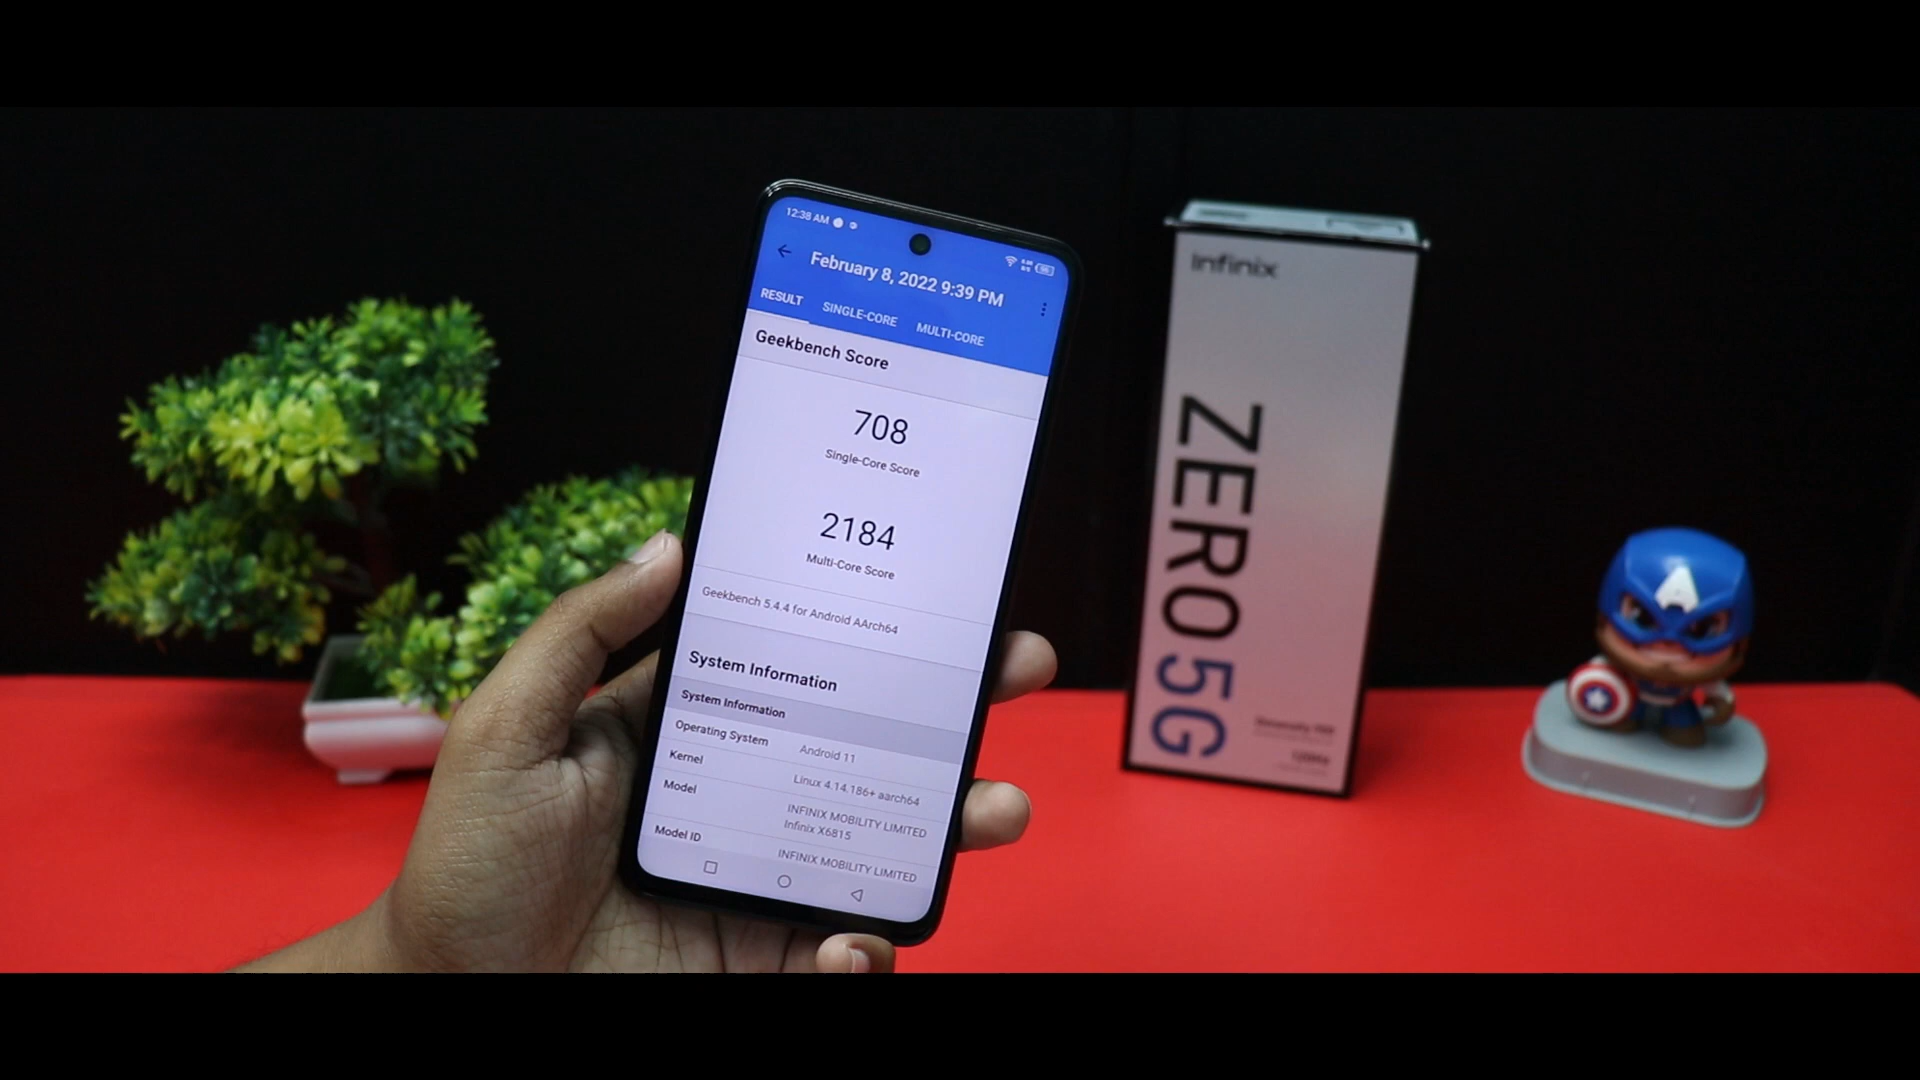 12:38 AM
February 8, 2022 9:39 PM
RESULT
SINGLE-CORE
MULTI-CORE
Geekbench Score
708
Single-Core Score
2184
Multi-Core Score
Geekbench 5.4.4 for Android AArch64
System Information
System Information
Operating System
Android 11
Kernel
Linux 4.14.186+ aarch64
Model
INFINIX MOBILITY LIMITED
Infinix X6815
Model ID
INFINIX MOBILITY LIMITED
Infinix
ZERO 5G
A